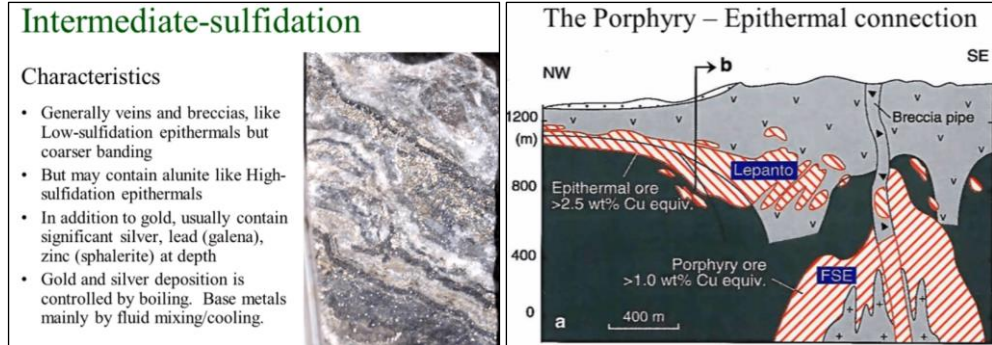 Intermediate-sulfidation
Characteristics
• Generally veins and breccias, like
Low-sulfidation epithermals but
coarser banding
• But may contain alunite like High-
sulfidation epithermals
• In addition to gold, usually contain
significant silver, lead (galena),
zinc (sphalerite) at depth
• Gold and silver deposition is
controlled by boiling. Base metals
mainly by fluid mixing/cooling.
The Porphyry – Epithermal connection
NW
b
SE
1200
(m)
Breccia pipe
Lepanto
Epithermal ore
>2.5 wt% Cu equiv.
800
400
Porphyry ore
>1.0 wt% Cu equiv.
FSE
0
a
400 m